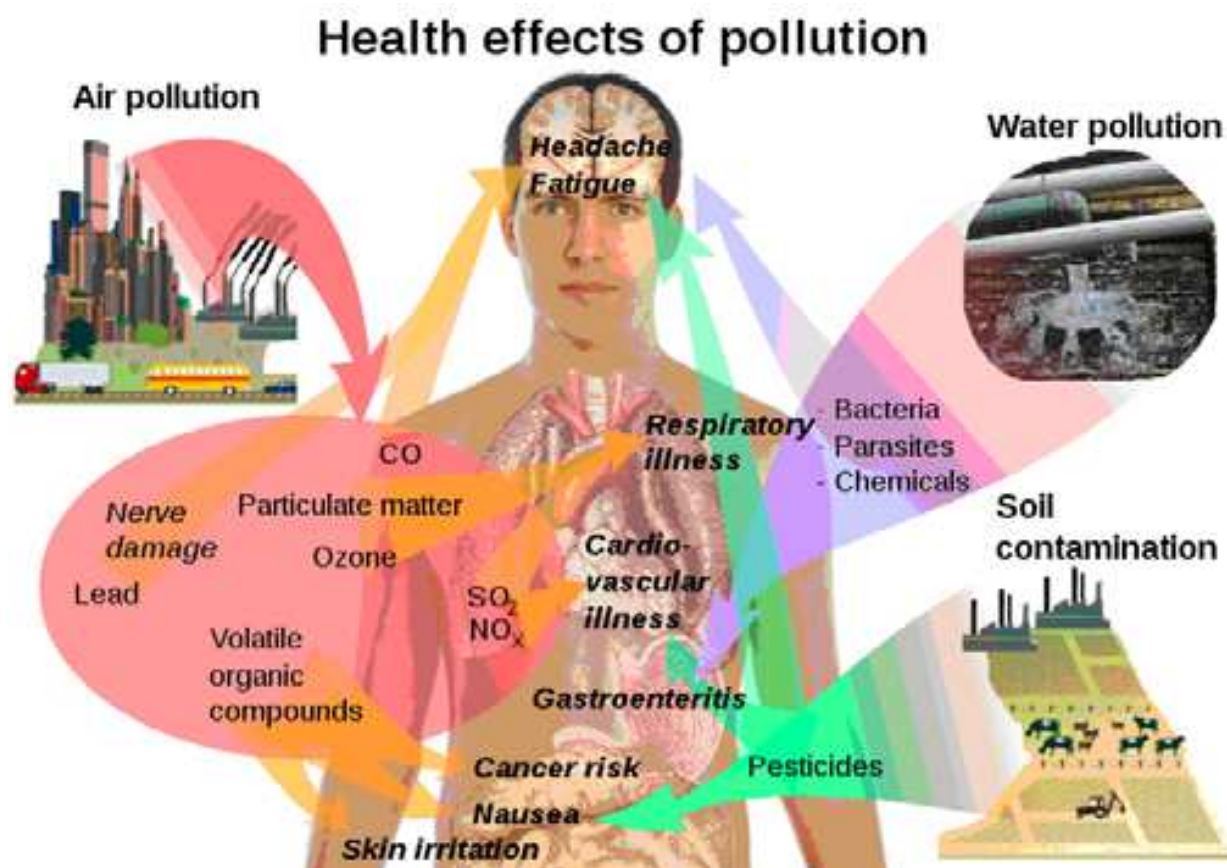 Health effects of pollution
Air pollution
Water pollution
Headache
Fatigue
CO
Particulate matter
Ozone
Nerve
damage
Lead
SO₂
NOₓ
Volatile
organic
compounds
Respiratory
illness
Cardio-
vascular
illness
Gastroenteritis
Cancer risk
Nausea
Skin irritation
- Bacteria
- Parasites
- Chemicals
Soil
contamination
Pesticides